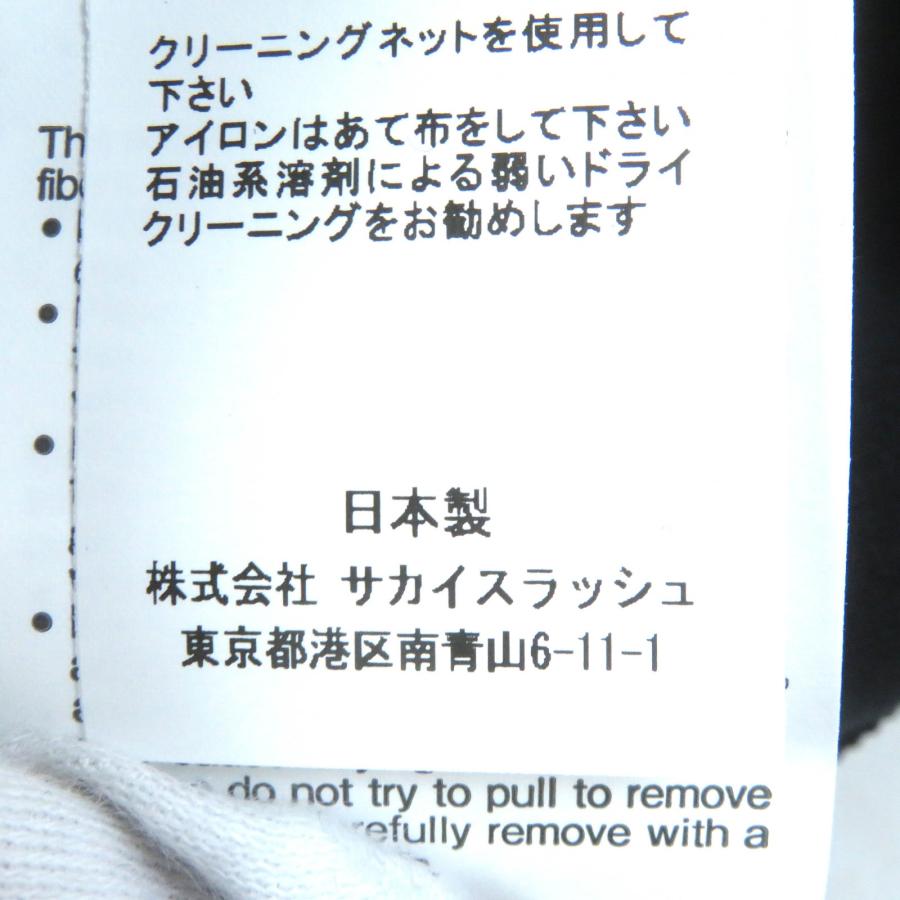 クリーニングネットを使用して
下さい
アイロンはあて布をして下さい
石油系溶剤による弱いドライ
クリーニングをお勧めします
日本製
株式会社 サカイスラッシュ
東京都港区南青山6-11-1
do not try to pull to remove
remove with a